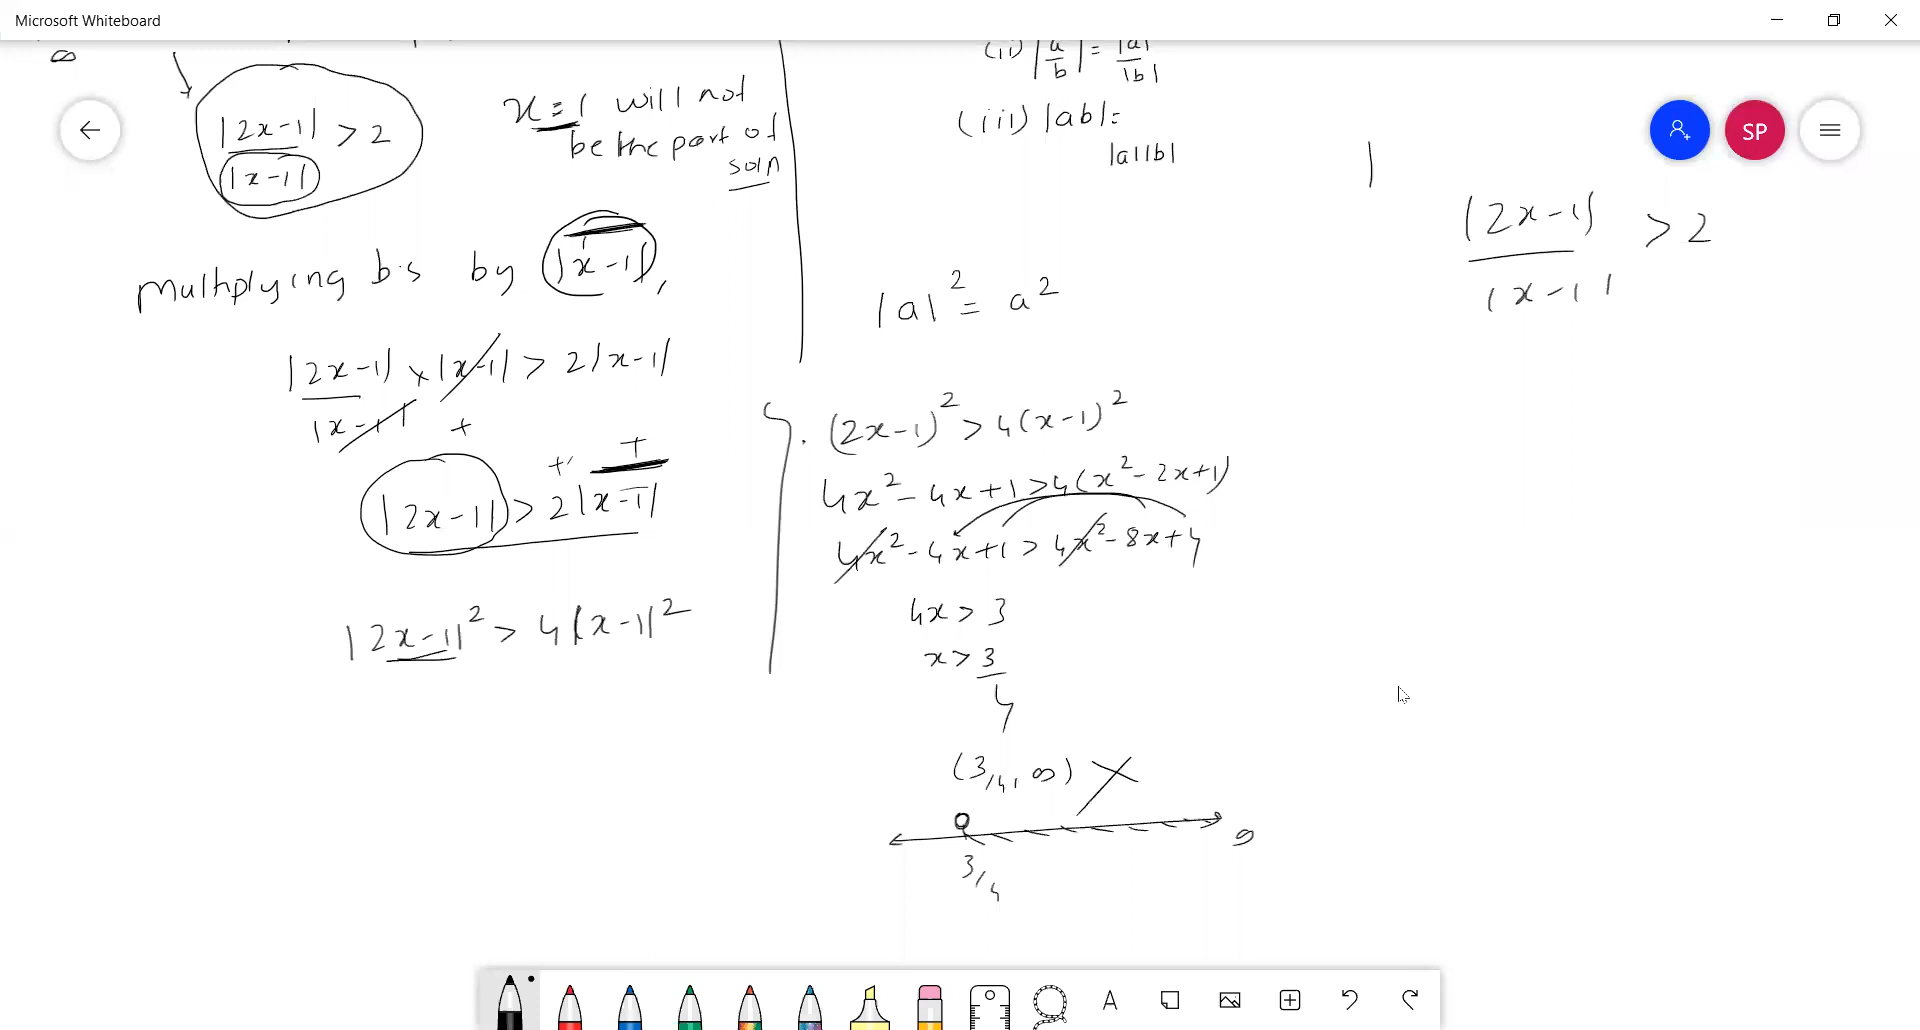 Microsoft Whiteboard
∞
|2x-1| / |x-1| > 2
x = 1 will not
be the part of
soln
multiplying b.s by |x-1|,
|2x-1| / |x-1| × |x-1| > 2|x-1|
+
+ +
|2x-1| > 2|x-1|
|2x-1|² > 4|x-1|²
(ii) |a/b| = |a|/|b|
(iii) |ab| =
|a||b|
|a|² = a²
. (2x-1)² > 4(x-1)²
4x² - 4x + 1 > 4(x² - 2x + 1)
4x² - 4x + 1 > 4x² - 8x + 4
4x > 3
x > 3/4
(3/4, ∞)
∞
3/4
SP
|
|2x-1| / |x-1| > 2
A